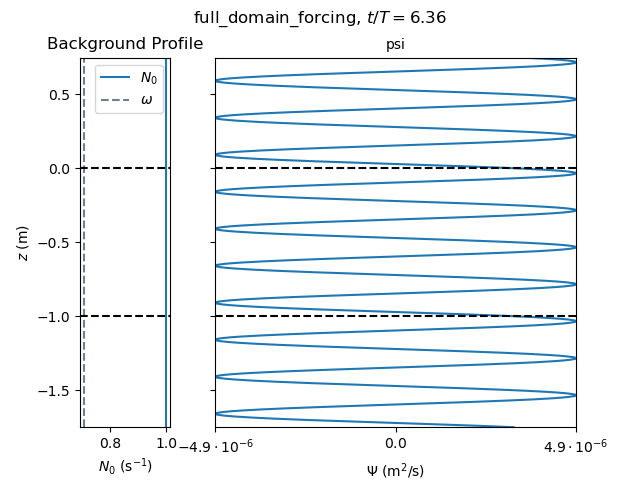 full_domain_forcing, t/T = 6.36
Background Profile
psi
N₀
ω
0.5
0.0
−0.5
−1.0
−1.5
z (m)
0.8
1.0
N₀ (s⁻¹)
−4.9 · 10⁻⁶
0.0
4.9 · 10⁻⁶
Ψ (m²/s)